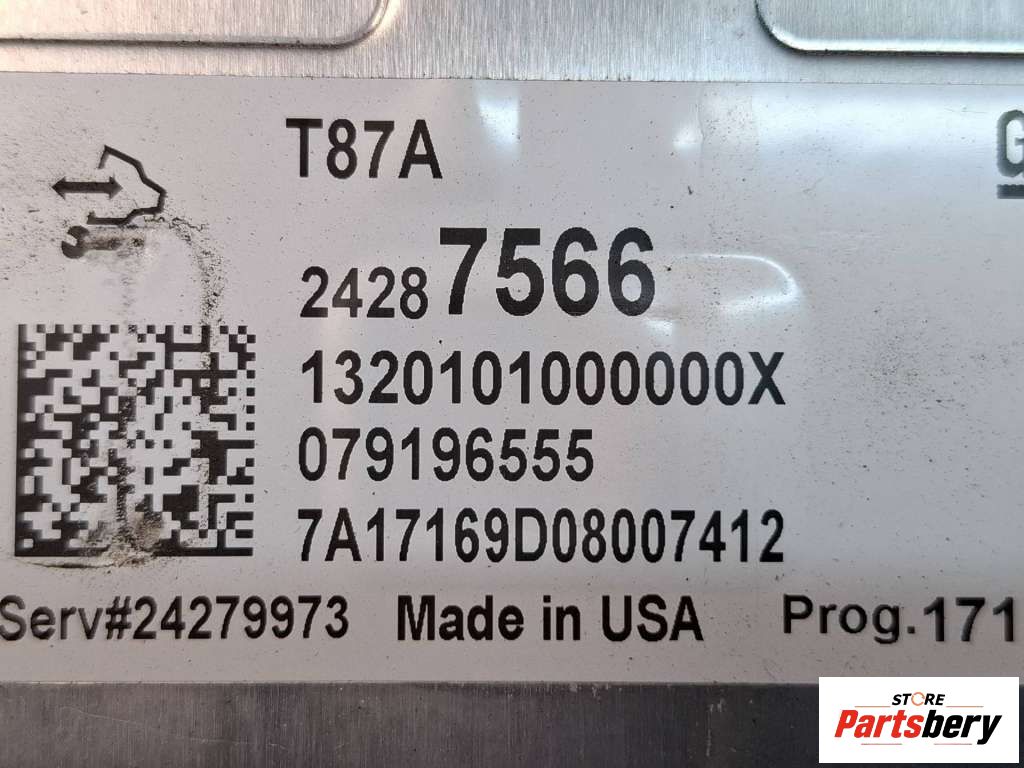 T87A
G
24287566
1320101000000X
079196555
7A17169D08007412
Serv#24279973 Made in USA Prog.171
STORE
Partsbery